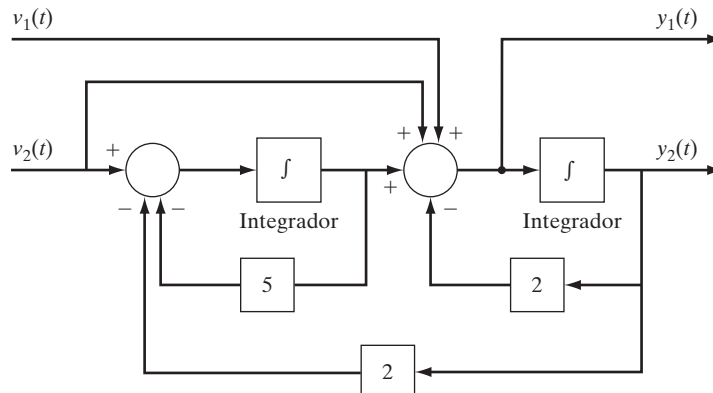 v1(t)
y1(t)
+ +
v2(t)
+
∫
+
∫
y2(t)
− −
Integrador
−
Integrador
5
2
2